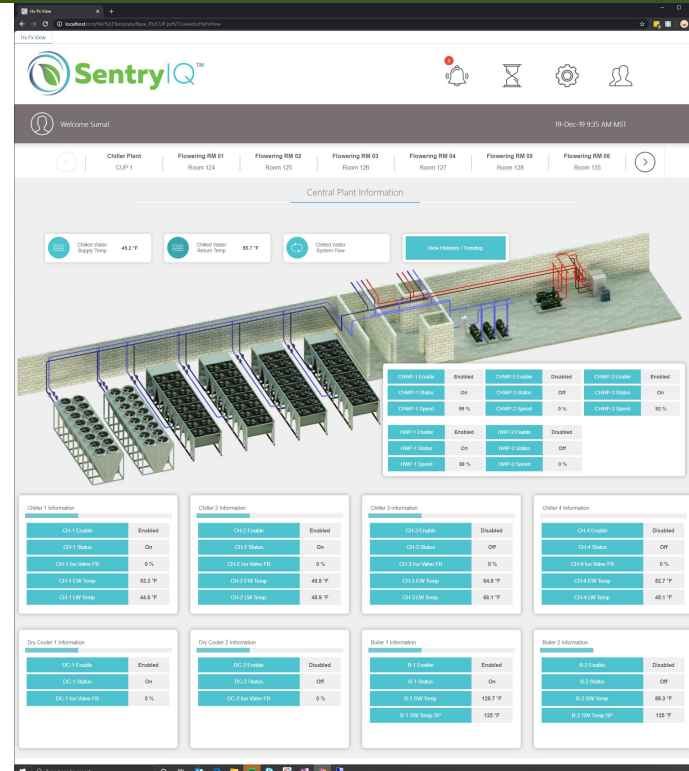 Hx Px View
localhost
Hx Px View
SentryIQ™
Welcome Surna!
19-Dec-19 9:35 AM MST
Chiller Plant
CUP 1
Flowering RM 01
Room 124
Flowering RM 02
Room 125
Flowering RM 03
Room 126
Flowering RM 04
Room 127
Flowering RM 05
Room 128
Flowering RM 06
Room 135
Central Plant Information
Chilled Water
Supply Temp
45.2 °F
Chilled Water
Return Temp
55.7 °F
Chilled Water
System Flow
View Histories / Trending
CHWP-1 Enable Enabled CHWP-2 Enable Disabled CHWP-3 Enable Enabled
CHWP-1 Status On CHWP-2 Status Off CHWP-3 Status On
CHWP-1 Speed 99 % CHWP-2 Speed 0 % CHWP-3 Speed 92 %
HWP-1 Enable Enabled HWP-2 Enable Disabled
HWP-1 Status On HWP-2 Status Off
HWP-1 Speed 88 % HWP-2 Speed 0 %
Chiller 1 Information
CH-1 Enable Enabled
CH-1 Status On
CH-1 Iso Valve FB 0 %
CH-1 EW Temp 53.3 °F
CH-1 LW Temp 44.6 °F
Chiller 2 Information
CH-2 Enable Enabled
CH-2 Status On
CH-2 Iso Valve FB 0 %
CH-2 EW Temp 49.8 °F
CH-2 LW Temp 45.9 °F
Chiller 3 Information
CH-3 Enable Disabled
CH-3 Status Off
CH-3 Iso Valve FB 0 %
CH-3 EW Temp 64.8 °F
CH-3 LW Temp 66.1 °F
Chiller 4 Information
CH-4 Enable Disabled
CH-4 Status Off
CH-4 Iso Valve FB 0 %
CH-4 EW Temp 52.7 °F
CH-4 LW Temp 45.1 °F
Dry Cooler 1 Information
DC-1 Enable Enabled
DC-1 Status On
DC-1 Iso Valve FB 0 %
Dry Cooler 2 Information
DC-2 Enable Disabled
DC-2 Status Off
DC-2 Iso Valve FB 0 %
Boiler 1 Information
B-1 Enable Enabled
B-1 Status On
B-1 SW Temp 125.7 °F
B-1 SW Temp SP 125 °F
Boiler 2 Information
B-2 Enable Disabled
B-2 Status Off
B-2 SW Temp 88.3 °F
B-2 SW Temp SP 125 °F